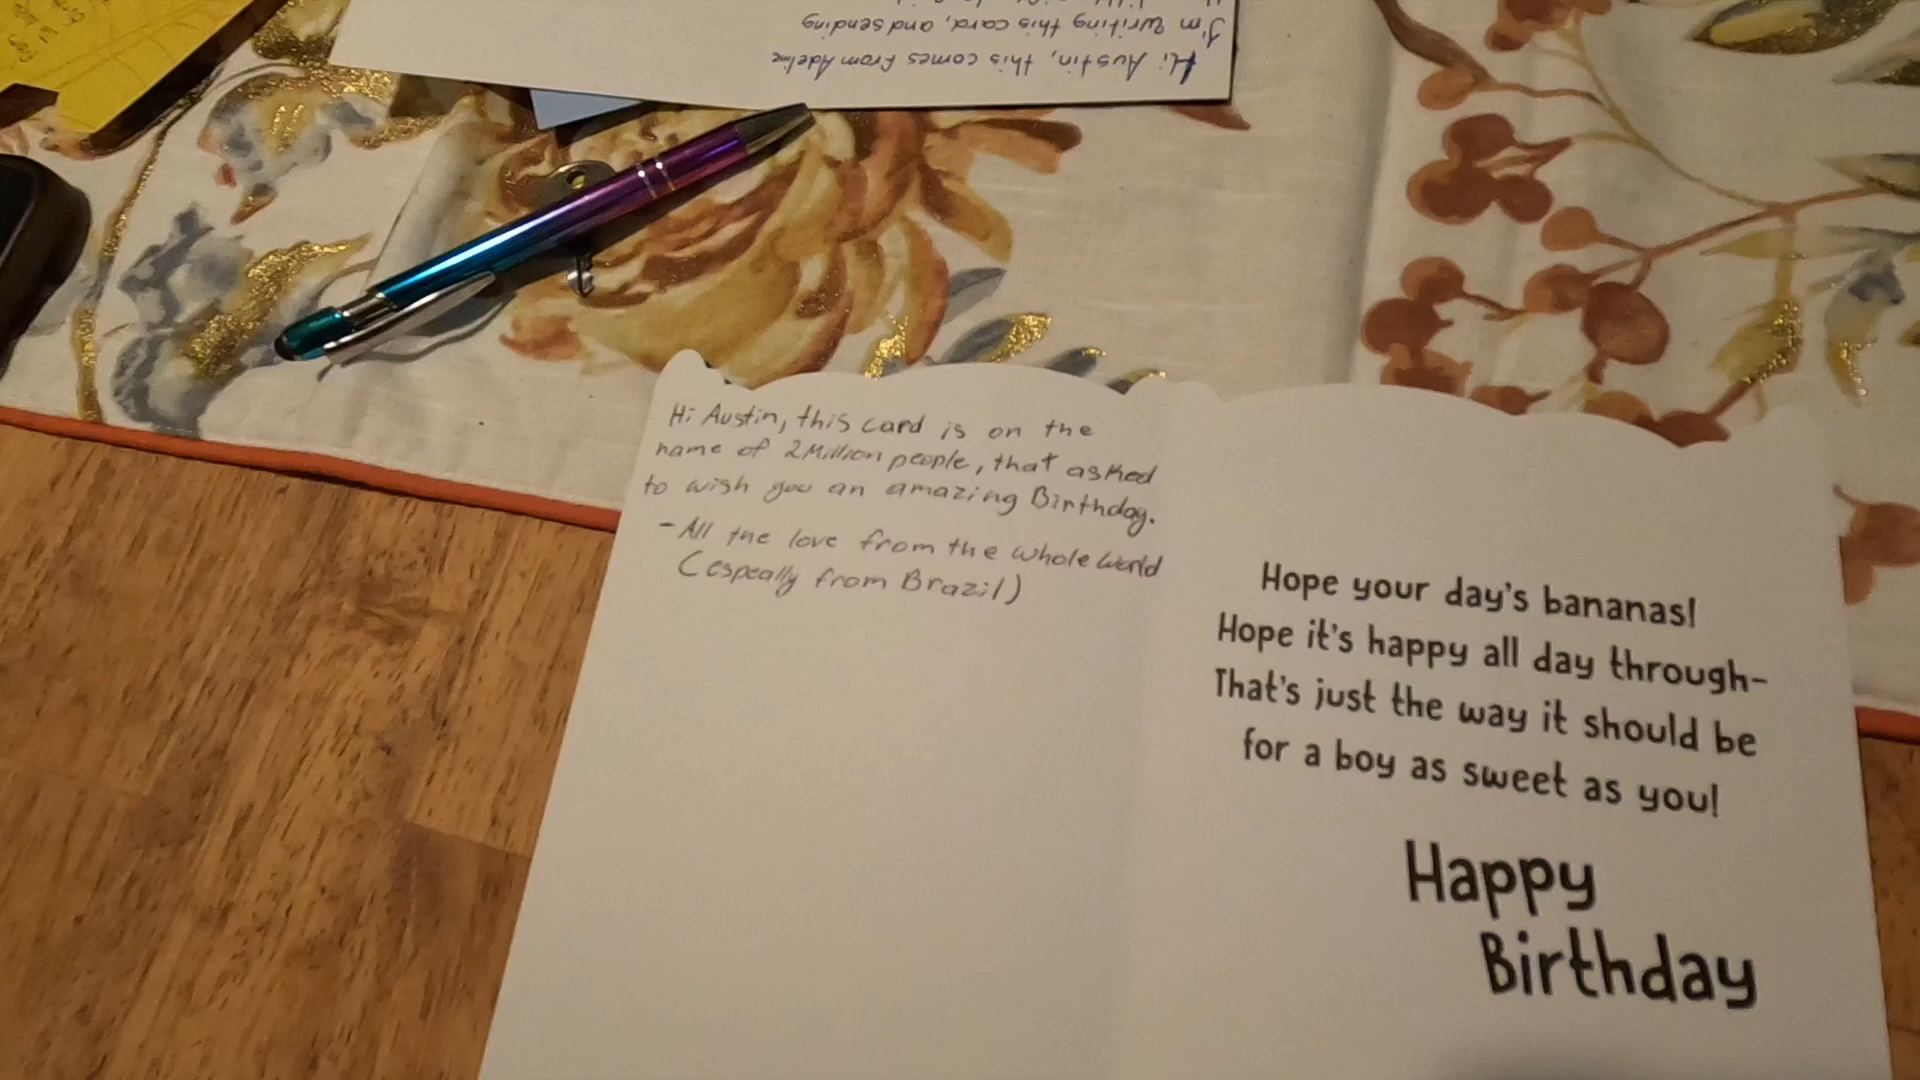 Hi Austin, this comes from Adeline
I'm writing this card, and sending
Hi Austin, this card is on the
name of 2Million people, that asked
to wish you an amazing Birthday.
- All the love from the whole World
(espeally from Brazil)
Hope your day's bananas!
Hope it's happy all day through-
That's just the way it should be
for a boy as sweet as you!
Happy
Birthday